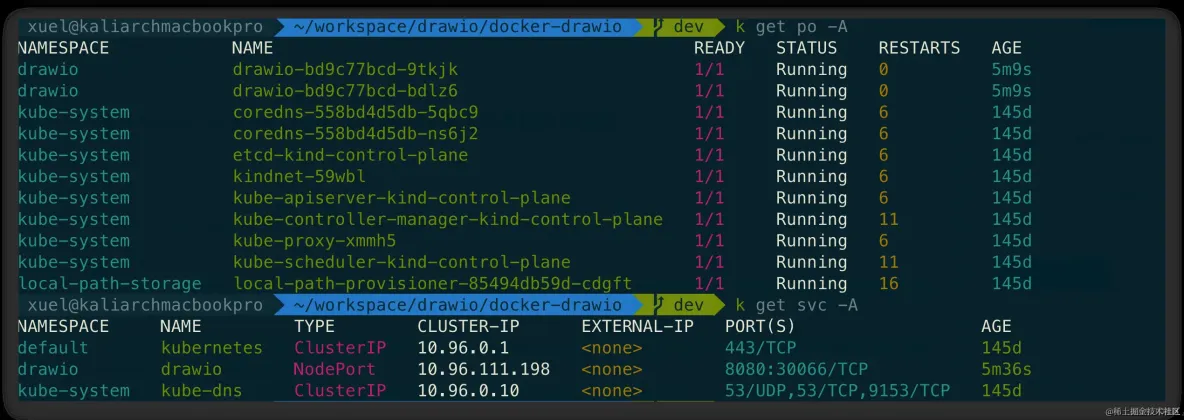 xuel@kaliarchmacbookpro ~/workspace/drawio/docker-drawio dev k get po -A
NAMESPACE NAME READY STATUS RESTARTS AGE
drawio drawio-bd9c77bcd-9tkjk 1/1 Running 0 5m9s
drawio drawio-bd9c77bcd-bdlz6 1/1 Running 0 5m9s
kube-system coredns-558bd4d5db-5qbc9 1/1 Running 6 145d
kube-system coredns-558bd4d5db-ns6j2 1/1 Running 6 145d
kube-system etcd-kind-control-plane 1/1 Running 6 145d
kube-system kindnet-59wbl 1/1 Running 6 145d
kube-system kube-apiserver-kind-control-plane 1/1 Running 6 145d
kube-system kube-controller-manager-kind-control-plane 1/1 Running 11 145d
kube-system kube-proxy-xmmh5 1/1 Running 6 145d
kube-system kube-scheduler-kind-control-plane 1/1 Running 11 145d
local-path-storage local-path-provisioner-85494db59d-cdgft 1/1 Running 16 145d
xuel@kaliarchmacbookpro ~/workspace/drawio/docker-drawio dev k get svc -A
NAMESPACE NAME TYPE CLUSTER-IP EXTERNAL-IP PORT(S) AGE
default kubernetes ClusterIP 10.96.0.1 <none> 443/TCP 145d
drawio drawio NodePort 10.96.111.198 <none> 8080:30066/TCP 5m36s
kube-system kube-dns ClusterIP 10.96.0.10 <none> 53/UDP,53/TCP,9153/TCP 145d
@稀土掘金技术社区